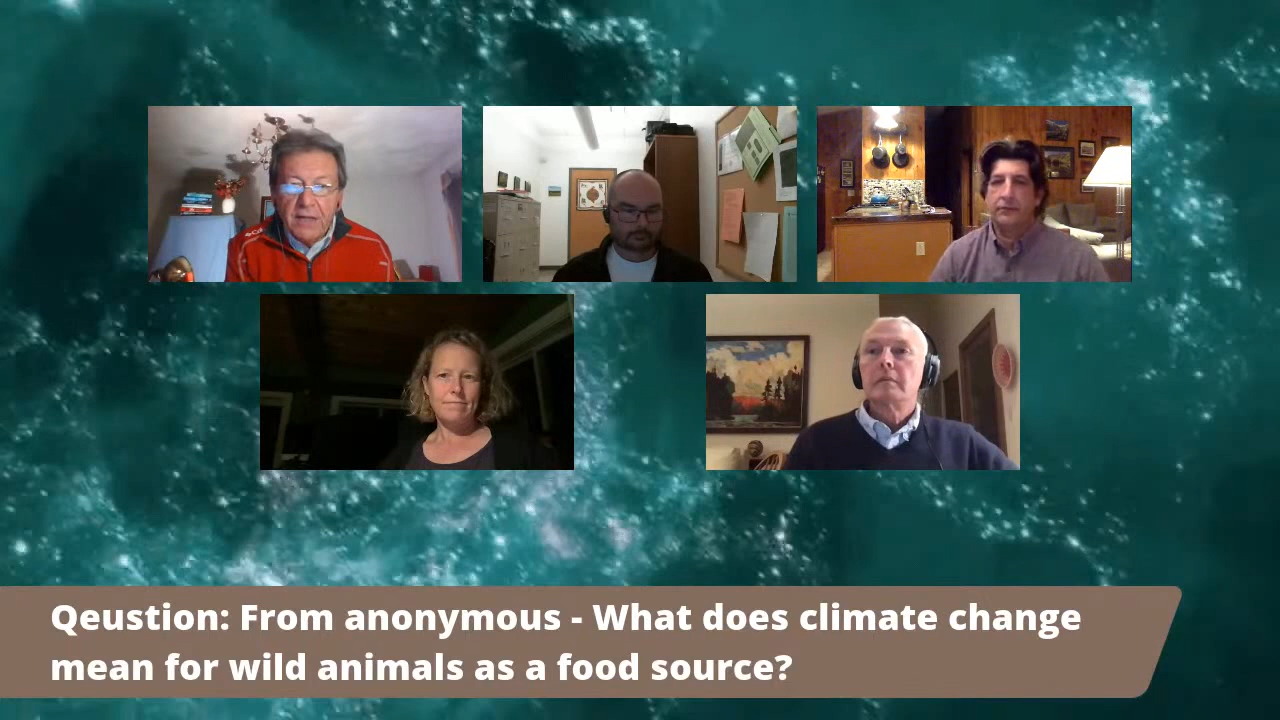 Qeustion: From anonymous - What does climate change
mean for wild animals as a food source?